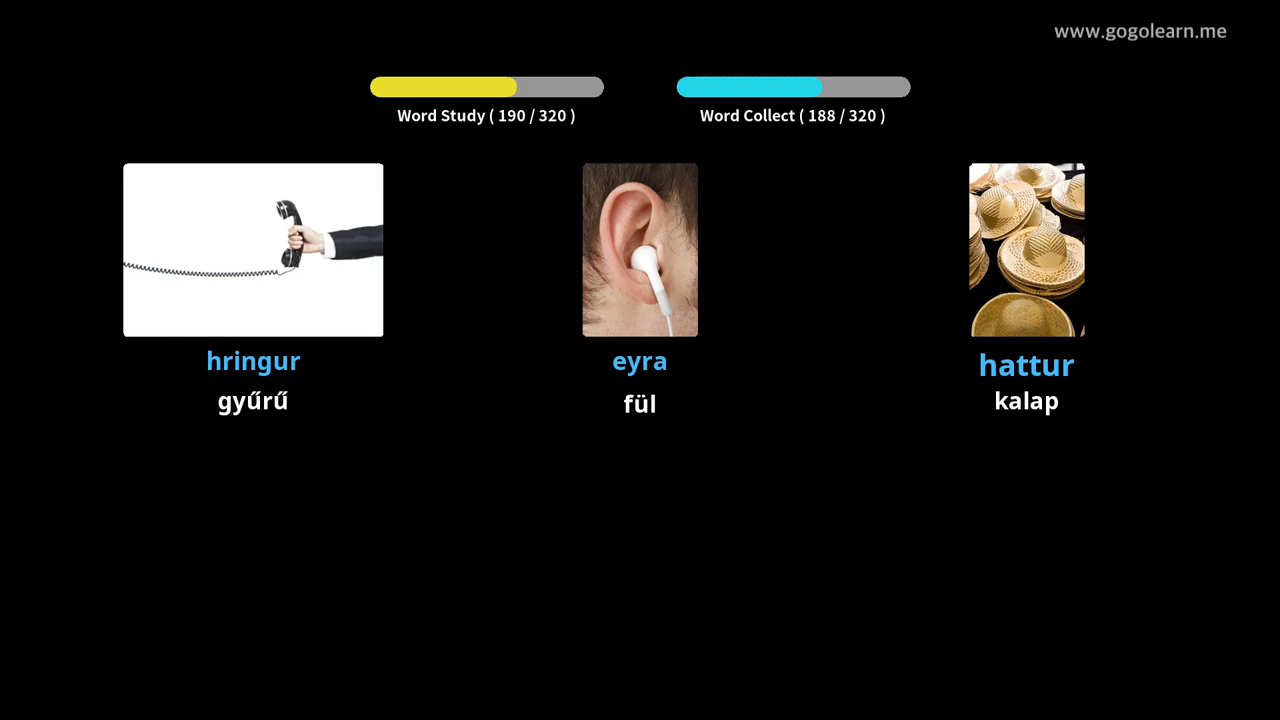 www.gogolearn.me
Word Study ( 190 / 320 )
Word Collect ( 188 / 320 )
hringur
gyűrű
eyra
fül
hattur
kalap